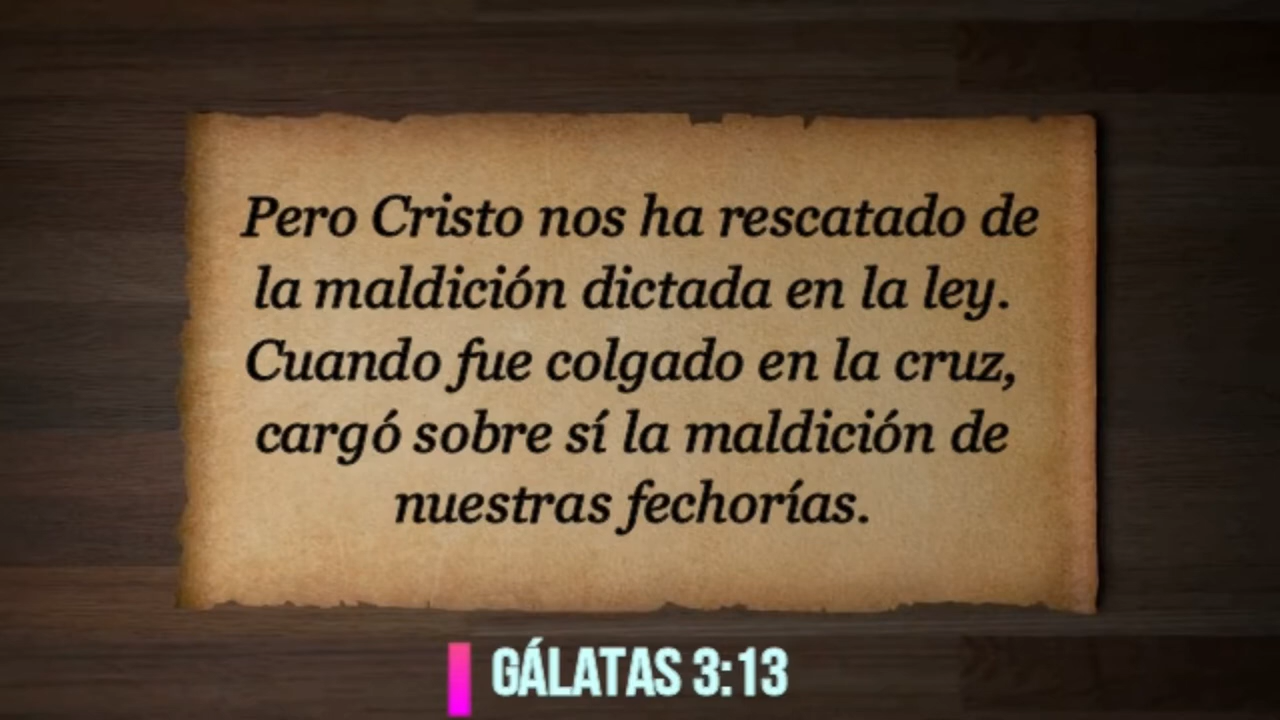 Pero Cristo nos ha rescatado de
la maldición dictada en la ley.
Cuando fue colgado en la cruz,
cargó sobre sí la maldición de
nuestras fechorías.
GÁLATAS 3:13